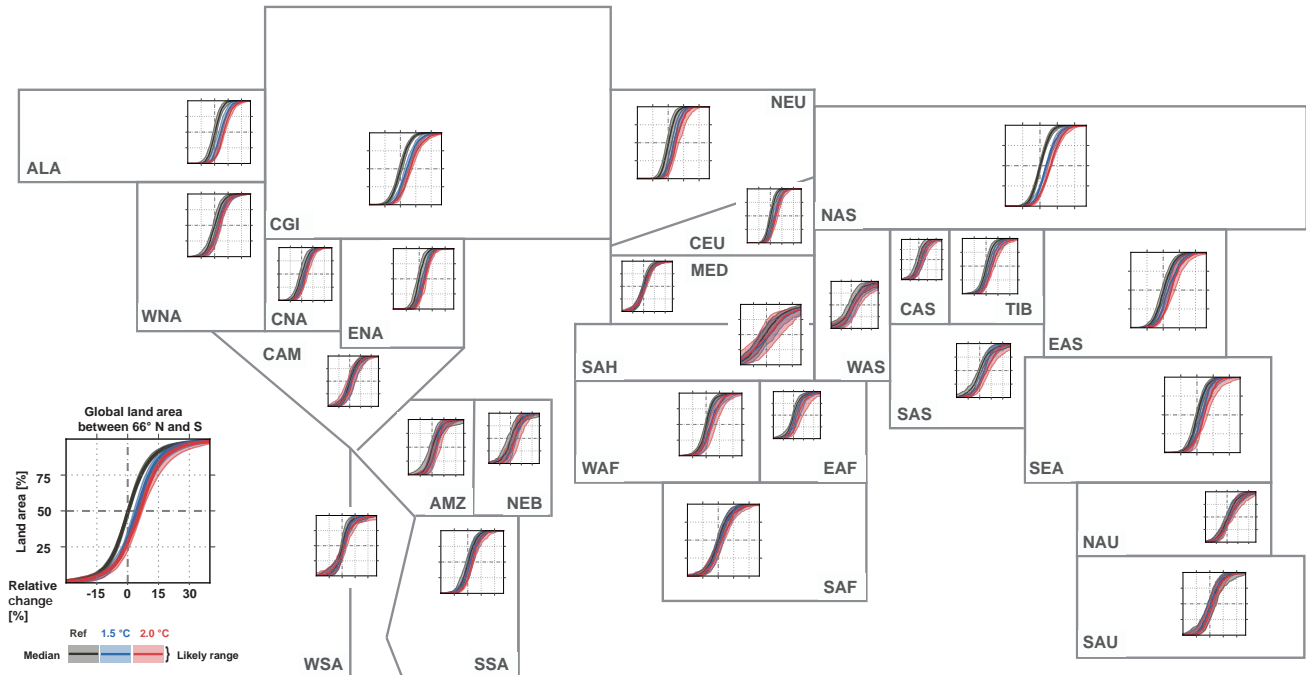 NEU
ALA
NAS
CGI
CEU
MED
WNA
CNA
ENA
CAS
TIB
EAS
CAM
SAH
WAS
SAS
Global land area
between 66° N and S
WAF
EAF
SEA
75
50
25
Land area [%]
AMZ
NEB
NAU
Relative
change
[%]
-15
0
15
30
SAF
Ref
1.5 °C
2.0 °C
Median
} Likely range
WSA
SSA
SAU